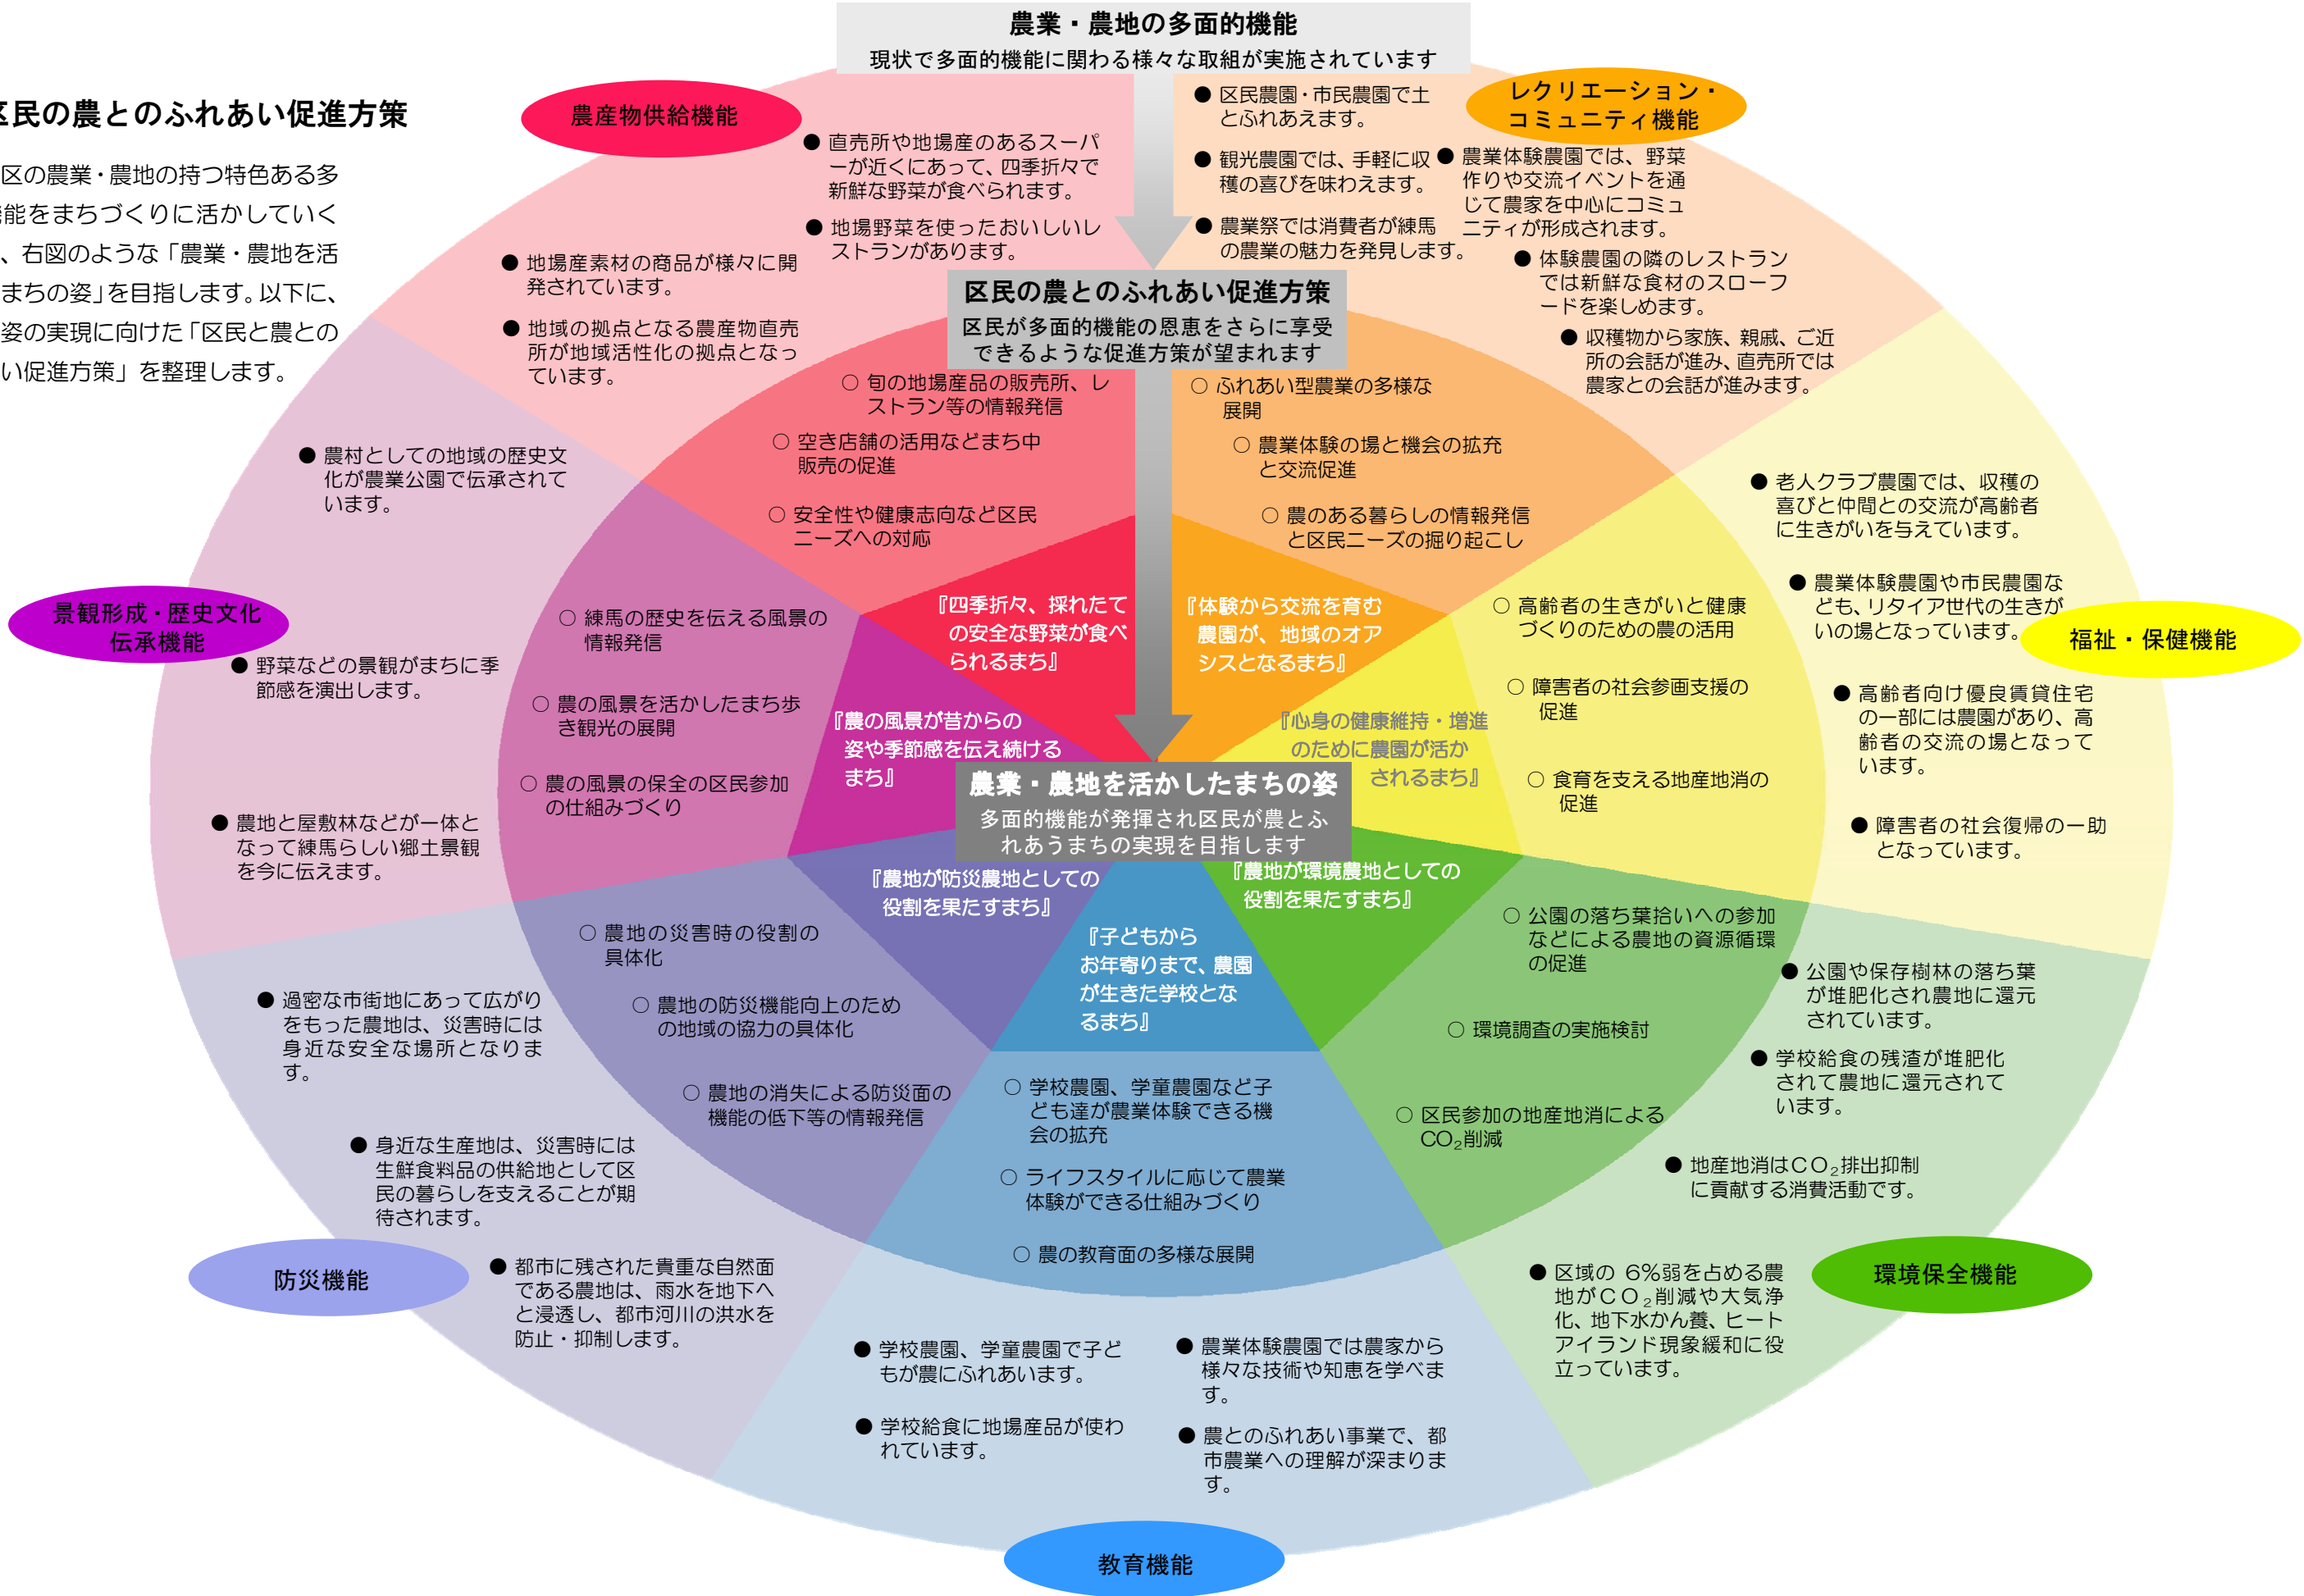 農業・農地の多面的機能
現状で多面的機能に関わる様々な取組が実施されています
区民の農とのふれあい促進方策
区の農業・農地の持つ特色ある多
能をまちづくりに活かしていく
、右図のような「農業・農地を活
まちの姿」を目指します。以下に、
姿の実現に向けた「区民と農との
い促進方策」を整理します。
農産物供給機能
● 直売所や地場産のあるスーパ
ーが近くにあって、四季折々で
新鮮な野菜が食べられます。
● 地場野菜を使ったおいしいレ
ストランがあります。
● 地場産素材の商品が様々に開
発されています。
● 地域の拠点となる農産物直売
所が地域活性化の拠点となっ
ています。
レクリエーション・
コミュニティ機能
● 区民農園・市民農園で土
とふれあえます。
● 観光農園では、手軽に収
穫の喜びを味わえます。
● 農業祭では消費者が練馬
の農業の魅力を発見します。
● 農業体験農園では、野菜
作りや交流イベントを通
じて農家を中心にコミュ
ニティが形成されます。
● 体験農園の隣のレストラン
では新鮮な食材のスローフ
ードを楽しめます。
● 収穫物から家族、親戚、ご近
所の会話が進み、直売所では
農家との会話が進みます。
区民の農とのふれあい促進方策
区民が多面的機能の恩恵をさらに享受
できるような促進方策が望まれます
○ 旬の地場産品の販売所、レ
ストラン等の情報発信
○ 空き店舗の活用などまち中
販売の促進
○ 安全性や健康志向など区民
ニーズへの対応
○ ふれあい型農業の多様な
展開
○ 農業体験の場と機会の拡充
と交流促進
○ 農のある暮らしの情報発信
と区民ニーズの掘り起こし
● 農村としての地域の歴史文
化が農業公園で伝承されて
います。
景観形成・歴史文化
伝承機能
● 野菜などの景観がまちに季
節感を演出します。
● 農地と屋敷林などが一体と
なって練馬らしい郷土景観
を今に伝えます。
○ 練馬の歴史を伝える風景の
情報発信
○ 農の風景を活かしたまち歩
き観光の展開
○ 農の風景の保全の区民参加
の仕組みづくり
『四季折々、採れたて
の安全な野菜が食べ
られるまち』
『体験から交流を育む
農園が、地域のオア
シスとなるまち』
『農の風景が昔からの
姿や季節感を伝え続ける
まち』
『心身の健康維持・増進
のために農園が活か
されるまち』
○ 高齢者の生きがいと健康
づくりのための農の活用
○ 障害者の社会参画支援の
促進
○ 食育を支える地産地消の
促進
● 老人クラブ農園では、収穫の
喜びと仲間との交流が高齢者
に生きがいを与えています。
● 農業体験農園や市民農園な
ども、リタイア世代の生きが
いの場となっています。
福祉・保健機能
● 高齢者向け優良賃貸住宅
の一部には農園があり、高
齢者の交流の場となって
います。
● 障害者の社会復帰の一助
となっています。
農業・農地を活かしたまちの姿
多面的機能が発揮され区民が農とふ
れあうまちの実現を目指します
『農地が防災農地としての
役割を果たすまち』
『農地が環境農地としての
役割を果たすまち』
『子どもから
お年寄りまで、農園
が生きた学校とな
るまち』
○ 農地の災害時の役割の
具体化
○ 農地の防災機能向上のため
の地域の協力の具体化
○ 農地の消失による防災面の
機能の低下等の情報発信
● 過密な市街地にあって広がり
をもった農地は、災害時には
身近な安全な場所となりま
す。
● 身近な生産地は、災害時には
生鮮食料品の供給地として区
民の暮らしを支えることが期
待されます。
● 都市に残された貴重な自然面
である農地は、雨水を地下へ
と浸透し、都市河川の洪水を
防止・抑制します。
防災機能
○ 学校農園、学童農園など子
ども達が農業体験できる機
会の拡充
○ ライフスタイルに応じて農業
体験ができる仕組みづくり
○ 農の教育面の多様な展開
○ 公園の落ち葉拾いへの参加
などによる農地の資源循環
の促進
○ 環境調査の実施検討
○ 区民参加の地産地消による
CO₂削減
● 公園や保存樹林の落ち葉
が堆肥化され農地に還元
されています。
● 学校給食の残渣が堆肥化
されて農地に還元されて
います。
● 地産地消はCO₂排出抑制
に貢献する消費活動です。
● 区域の 6%弱を占める農
地がCO₂削減や大気浄
化、地下水かん養、ヒート
アイランド現象緩和に役
立っています。
環境保全機能
● 学校農園、学童農園で子ど
もが農にふれあいます。
● 学校給食に地場産品が使わ
れています。
● 農業体験農園では農家から
様々な技術や知恵を学べま
す。
● 農とのふれあい事業で、都
市農業への理解が深まりま
す。
教育機能